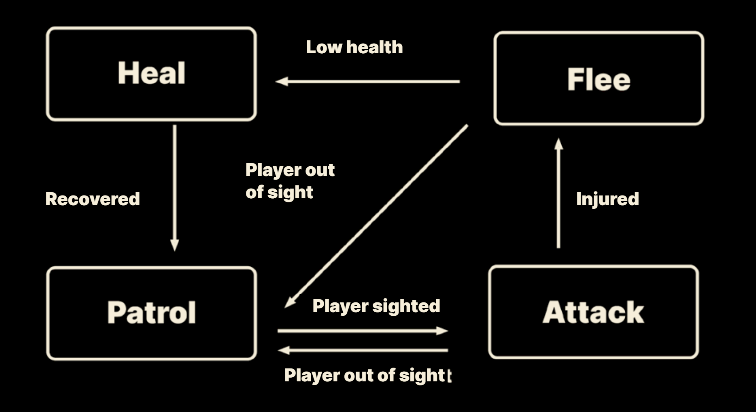 Low health
Heal
Flee
Player out
of sight
Recovered
Injured
Player sighted
Patrol
Attack
Player out of sight